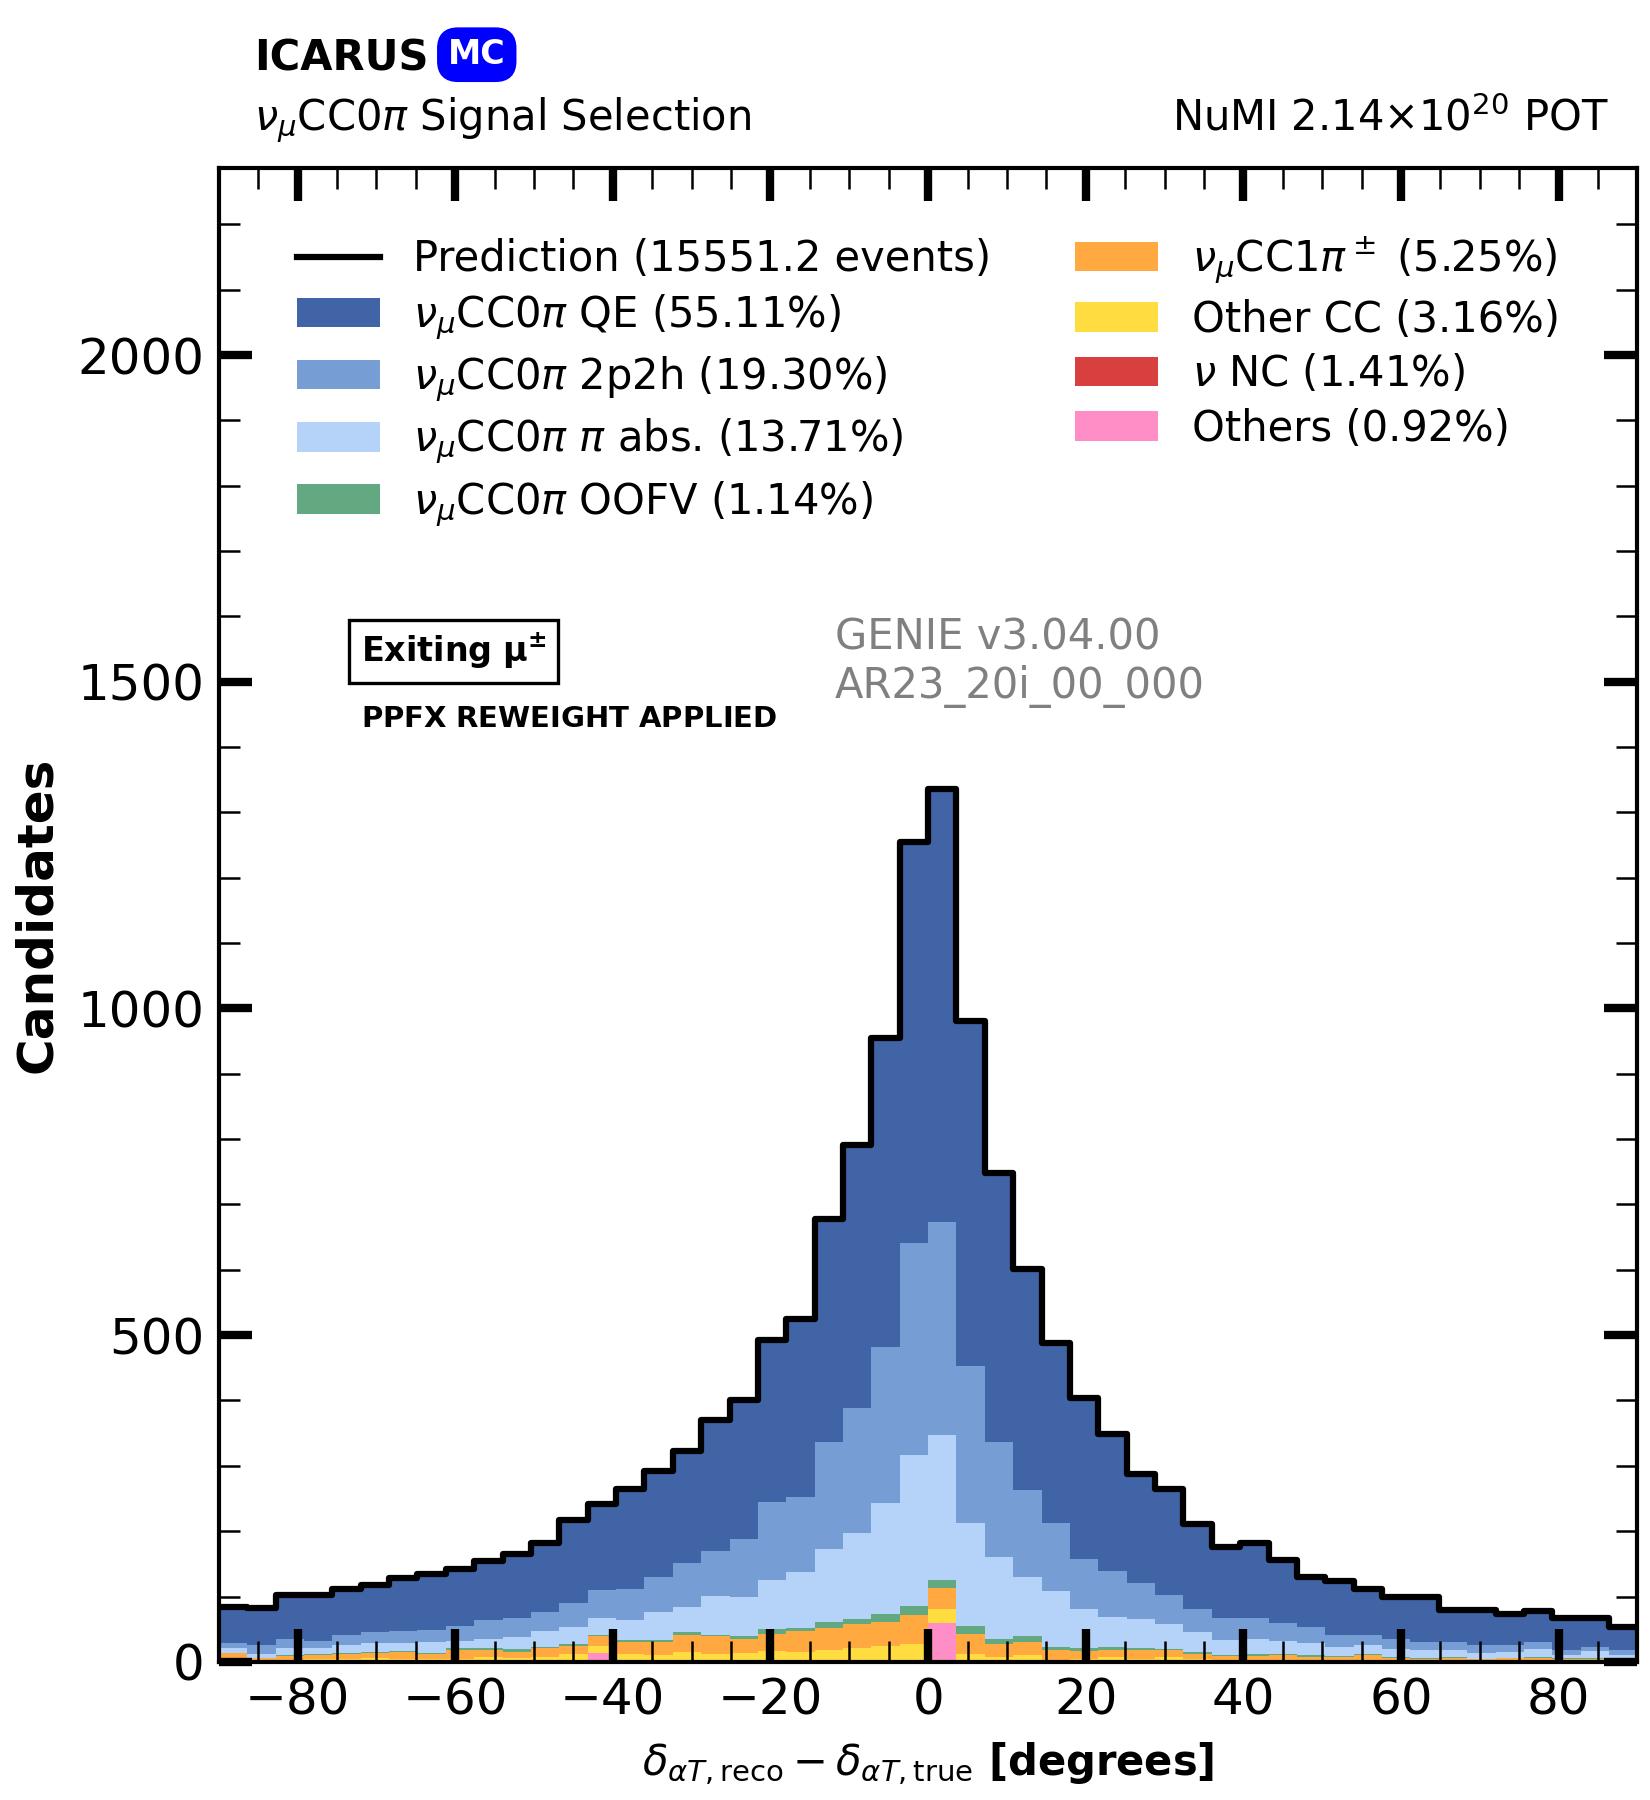 ICARUS MC
νμCC0π Signal Selection
NuMI 2.14×10²⁰ POT
Prediction (15551.2 events)
νμCC0π QE (55.11%)
νμCC0π 2p2h (19.30%)
νμCC0π π abs. (13.71%)
νμCC0π OOFV (1.14%)
νμCC1π± (5.25%)
Other CC (3.16%)
ν NC (1.41%)
Others (0.92%)
Exiting μ±
PPFX REWEIGHT APPLIED
GENIE v3.04.00
AR23_20i_00_000
Candidates
2000
1500
1000
500
0
−80 −60 −40 −20 0 20 40 60 80
δαT, reco − δαT, true [degrees]